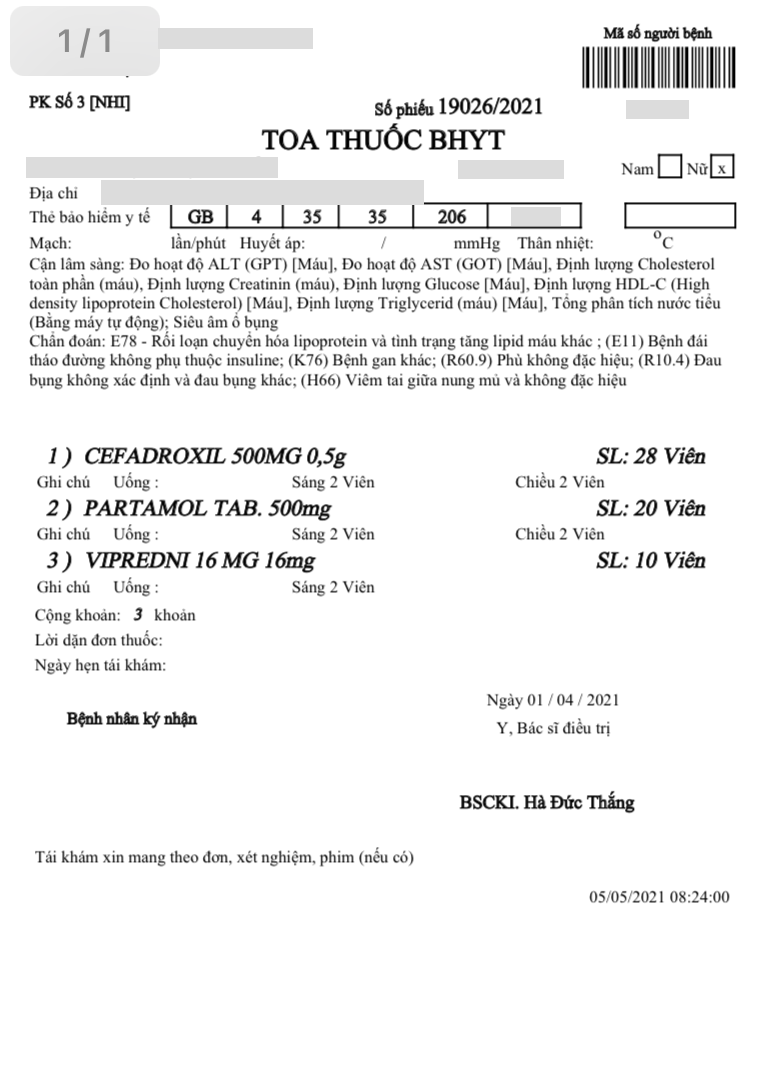 1/1
Mã số người bệnh
PK Số 3 [NHI]
Số phiếu 19026/2021
TOA THUỐC BHYT
Nam Nữ x
Địa chỉ
Thẻ bảo hiểm y tế GB 4 35 35 206
Mạch: lần/phút Huyết áp: / mmHg Thân nhiệt: °C
Cận lâm sàng: Đo hoạt độ ALT (GPT) [Máu], Đo hoạt độ AST (GOT) [Máu], Định lượng Cholesterol
toàn phần (máu), Định lượng Creatinin (máu), Định lượng Glucose [Máu], Định lượng HDL-C (High
density lipoprotein Cholesterol) [Máu], Định lượng Triglycerid (máu) [Máu], Tổng phân tích nước tiểu
(Bằng máy tự động); Siêu âm ổ bụng
Chẩn đoán: E78 - Rối loạn chuyển hóa lipoprotein và tình trạng tăng lipid máu khác ; (E11) Bệnh đái
tháo đường không phụ thuộc insuline; (K76) Bệnh gan khác; (R60.9) Phù không đặc hiệu; (R10.4) Đau
bụng không xác định và đau bụng khác; (H66) Viêm tai giữa nung mủ và không đặc hiệu
1 ) CEFADROXIL 500MG 0,5g SL: 28 Viên
Ghi chú Uống : Sáng 2 Viên Chiều 2 Viên
2 ) PARTAMOL TAB. 500mg SL: 20 Viên
Ghi chú Uống : Sáng 2 Viên Chiều 2 Viên
3 ) VIPREDNI 16 MG 16mg SL: 10 Viên
Ghi chú Uống : Sáng 2 Viên
Cộng khoản: 3 khoản
Lời dặn đơn thuốc:
Ngày hẹn tái khám:
Ngày 01 / 04 / 2021
Bệnh nhân ký nhận
Y, Bác sĩ điều trị
BSCKI. Hà Đức Thắng
Tái khám xin mang theo đơn, xét nghiệm, phim (nếu có)
05/05/2021 08:24:00